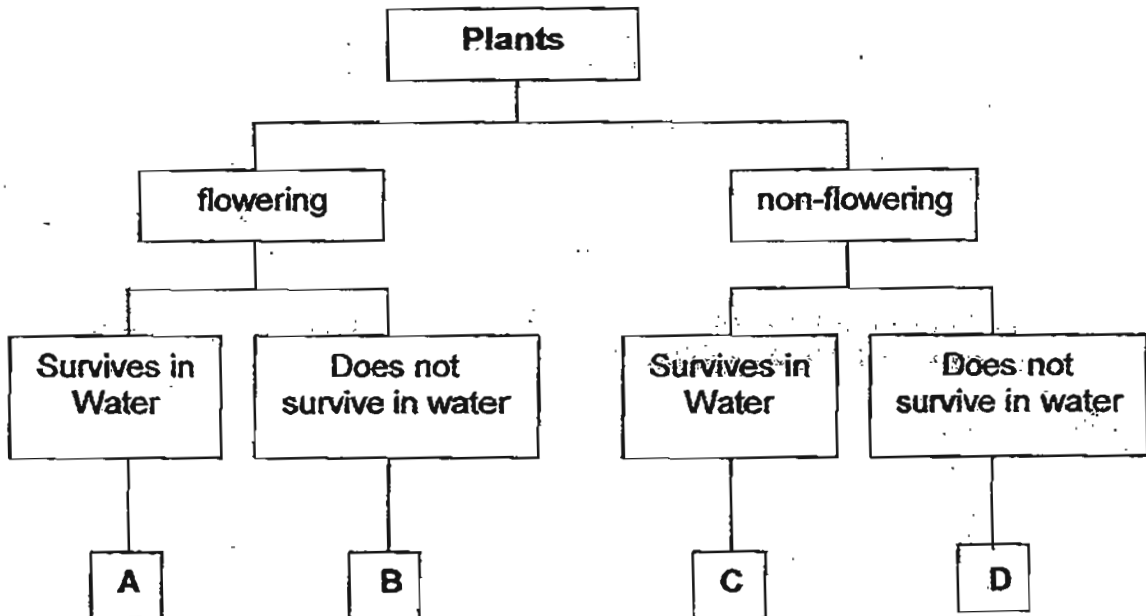 Plants
flowering
non-flowering
Survives in
Water
Does not
survive in water
Survives in
Water
Does not
survive in water
A
B
C
D